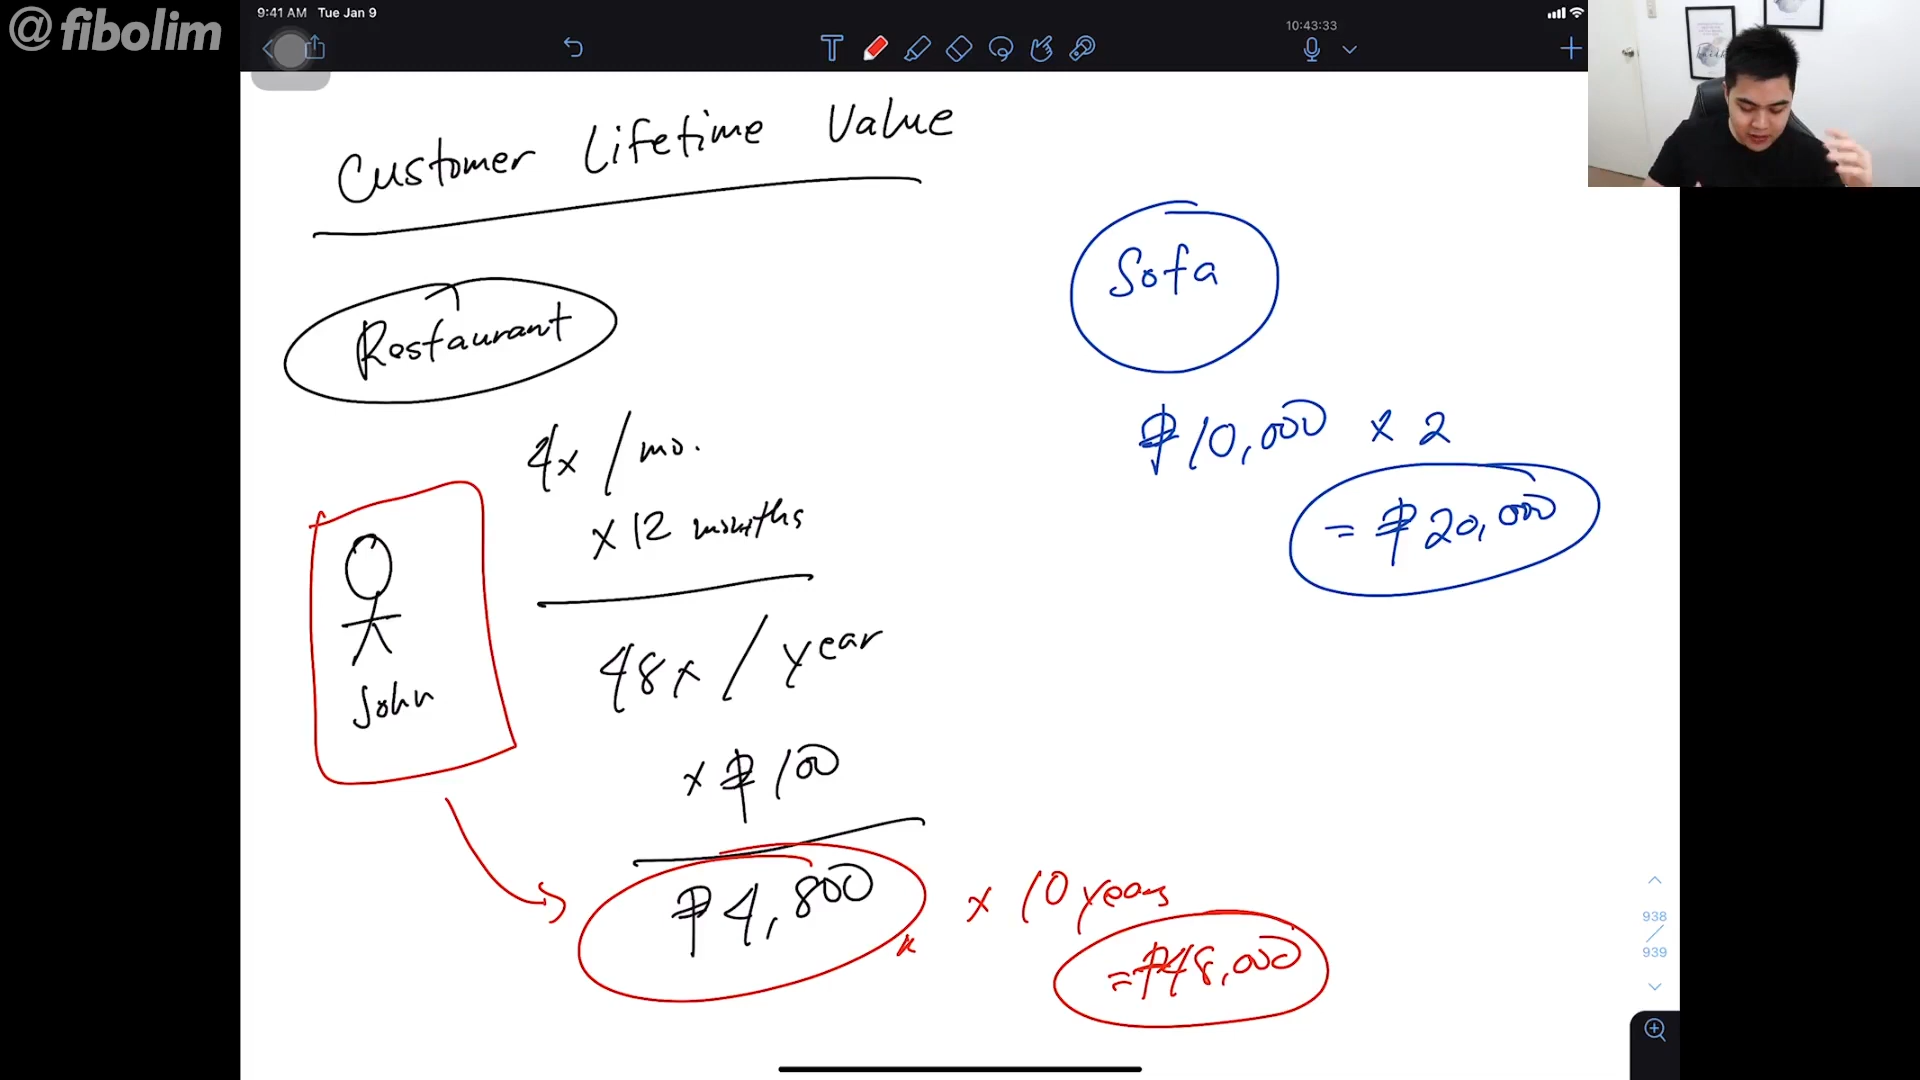 @fibolim
9:41 AM Tue Jan 9
10:43:33
Customer Lifetime Value
Restaurant
4x / mo.
x 12 months
48x / year
x ₱100
₱4,800
x 10 years
= ₱48,000
John
Sofa
₱10,000 x 2
= ₱20,000
938
939